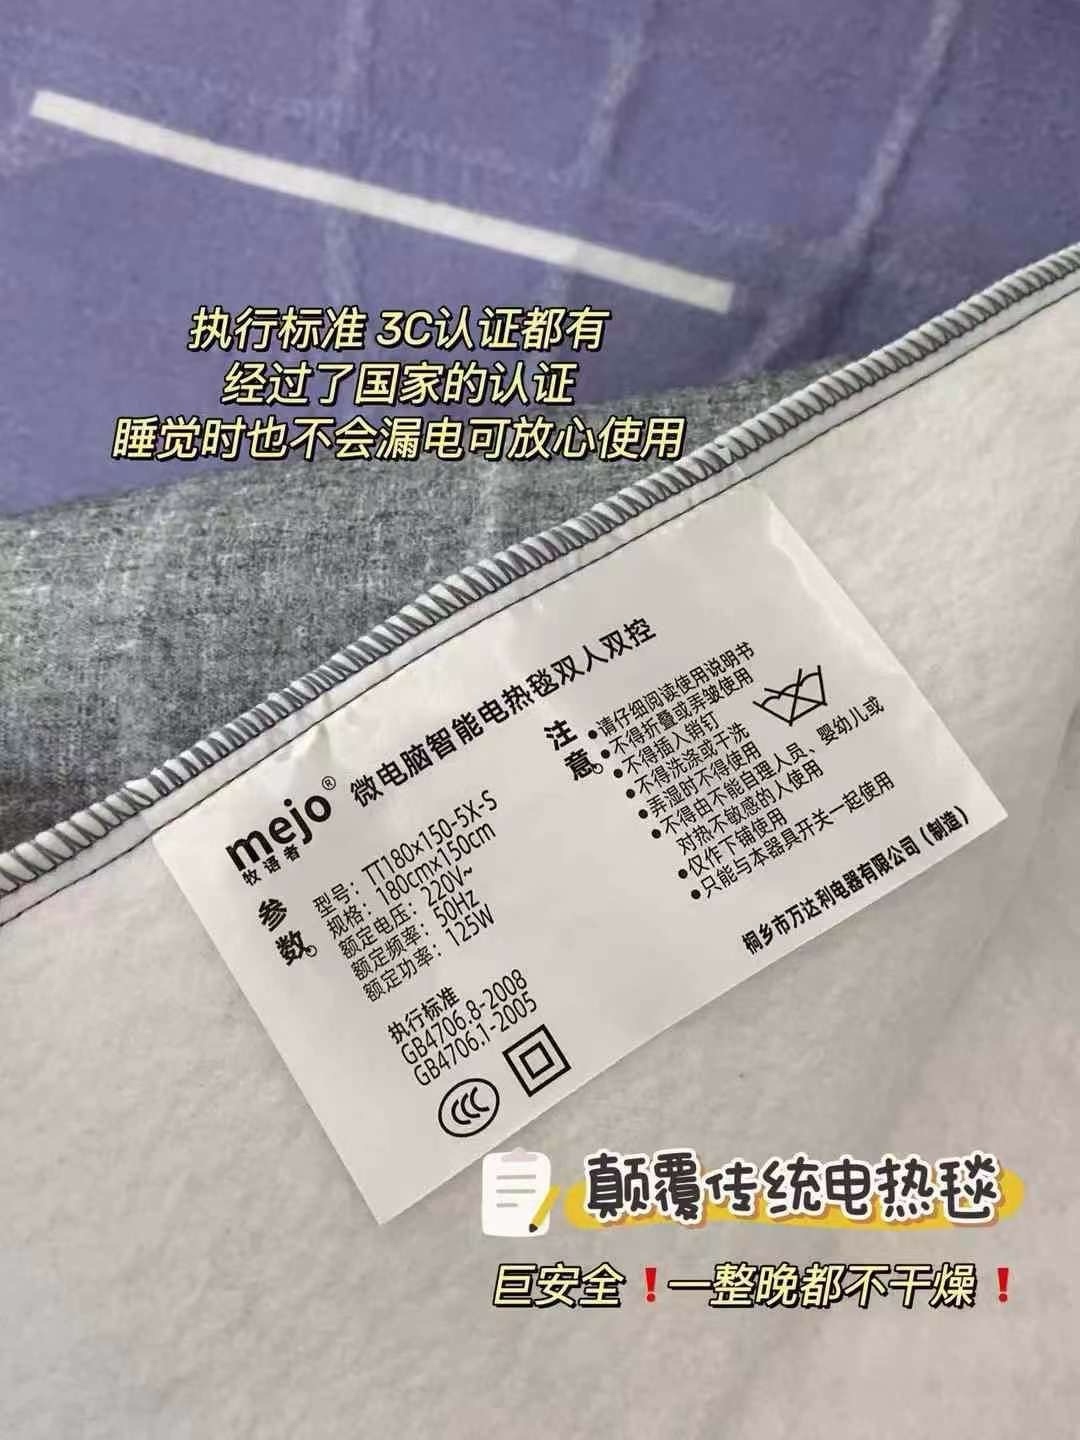 执行标准 3C认证都有
经过了国家的认证
睡觉时也不会漏电可放心使用
mejo®
牧语者
微电脑智能电热毯双人双控
参数。
型号：TT180×150-5X-S
规格：180cm×150cm
额定电压：220V~
额定频率：50HZ
额定功率：125W
执行标准
GB4706.8-2008
GB4706.1-2005
注意。
●请仔细阅读使用说明书
●不得折叠或弄皱使用
●不得插入销钉
●不得洗涤或干洗
●弄湿时不得使用
●不得由不能自理人员、婴幼儿或
对热不敏感的人使用
●仅作下铺使用
●只能与本器具开关一起使用
桐乡市万达利电器有限公司（制造）
颠覆传统电热毯
巨安全❗一整晚都不干燥❗